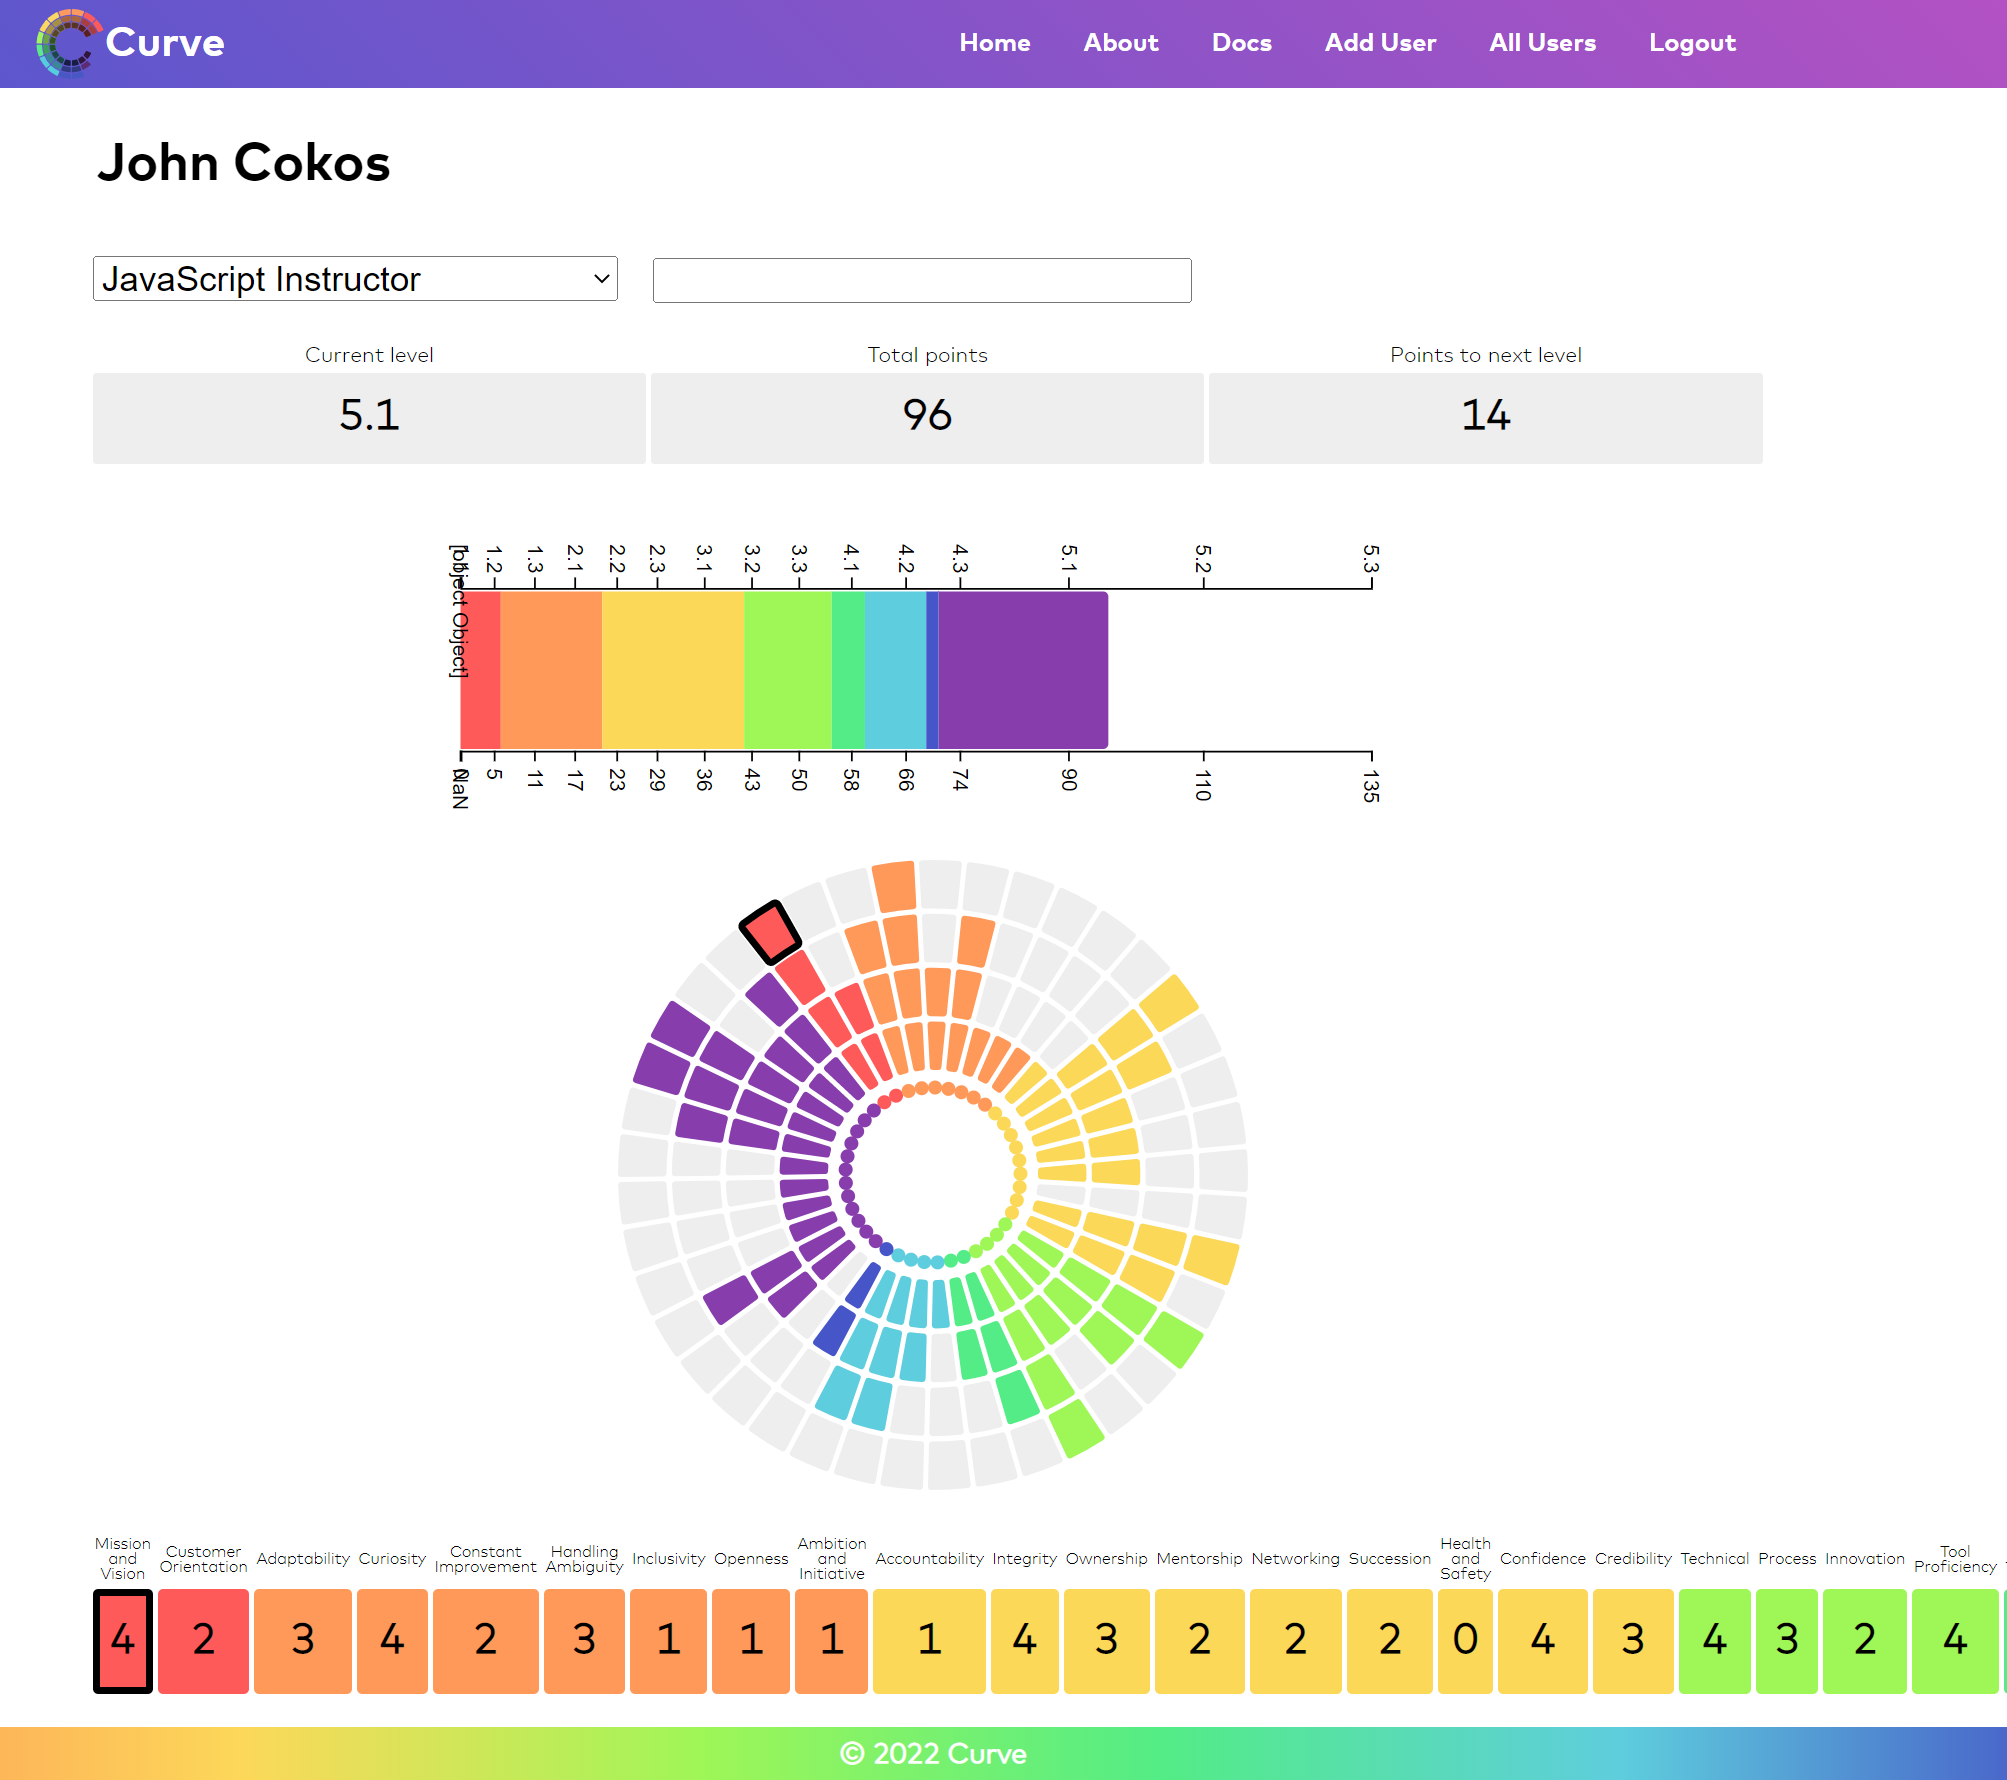 Curve
Home About Docs Add User All Users Logout
John Cokos
JavaScript Instructor
Current level Total points Points to next level
5.1 96 14
[object Object] 1.2 1.3 2.1 2.2 2.3 3.1 3.2 3.3 4.1 4.2 4.3 5.1 5.2 5.3
NaN 5 11 17 23 29 36 43 50 58 66 74 90 110 135
Mission and Vision
Customer Orientation
Adaptability
Curiosity
Constant Improvement
Handling Ambiguity
Inclusivity
Openness
Ambition and Initiative
Accountability
Integrity
Ownership
Mentorship
Networking
Succession
Health and Safety
Confidence
Credibility
Technical
Process
Innovation
Tool Proficiency
4 2 3 4 2 3 1 1 1 1 4 3 2 2 2 0 4 3 4 3 2 4
© 2022 Curve